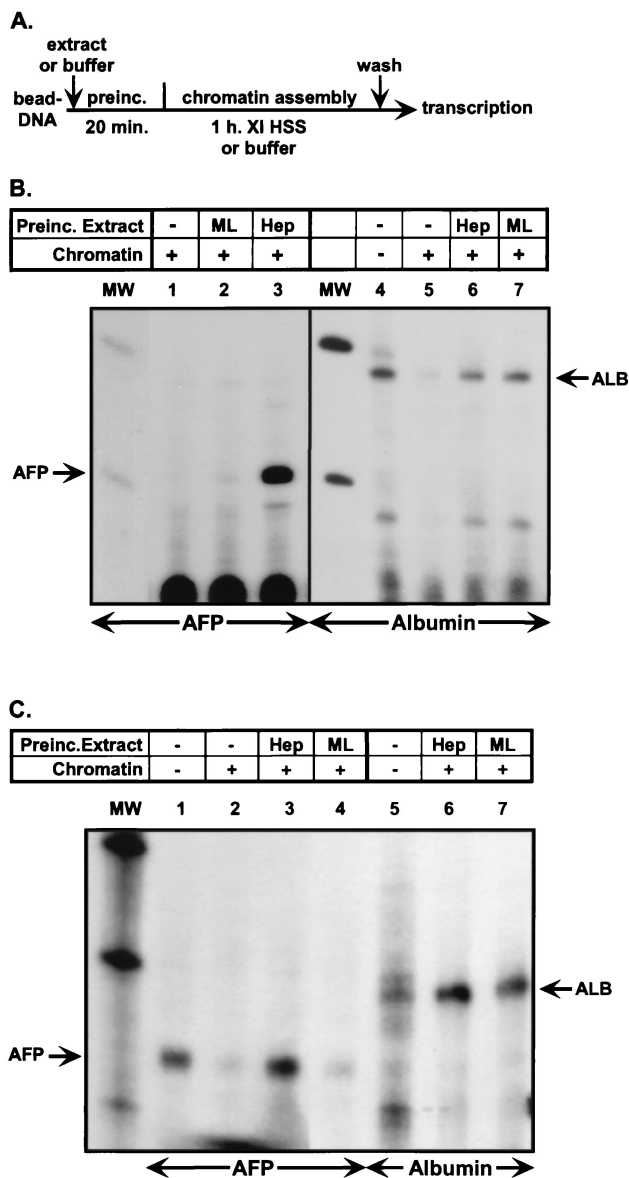 A.
extract
or buffer
wash
bead-
DNA
preinc.
chromatin assembly
transcription
20 min.
1 h. XI HSS
or buffer
B.
Preinc. Extract - ML Hep - - Hep ML
Chromatin + + + - + + +
MW 1 2 3 MW 4 5 6 7
ALB
AFP
AFP Albumin
C.
Preinc.Extract - - Hep ML - Hep ML
Chromatin - + + + - + +
MW 1 2 3 4 5 6 7
ALB
AFP
AFP Albumin